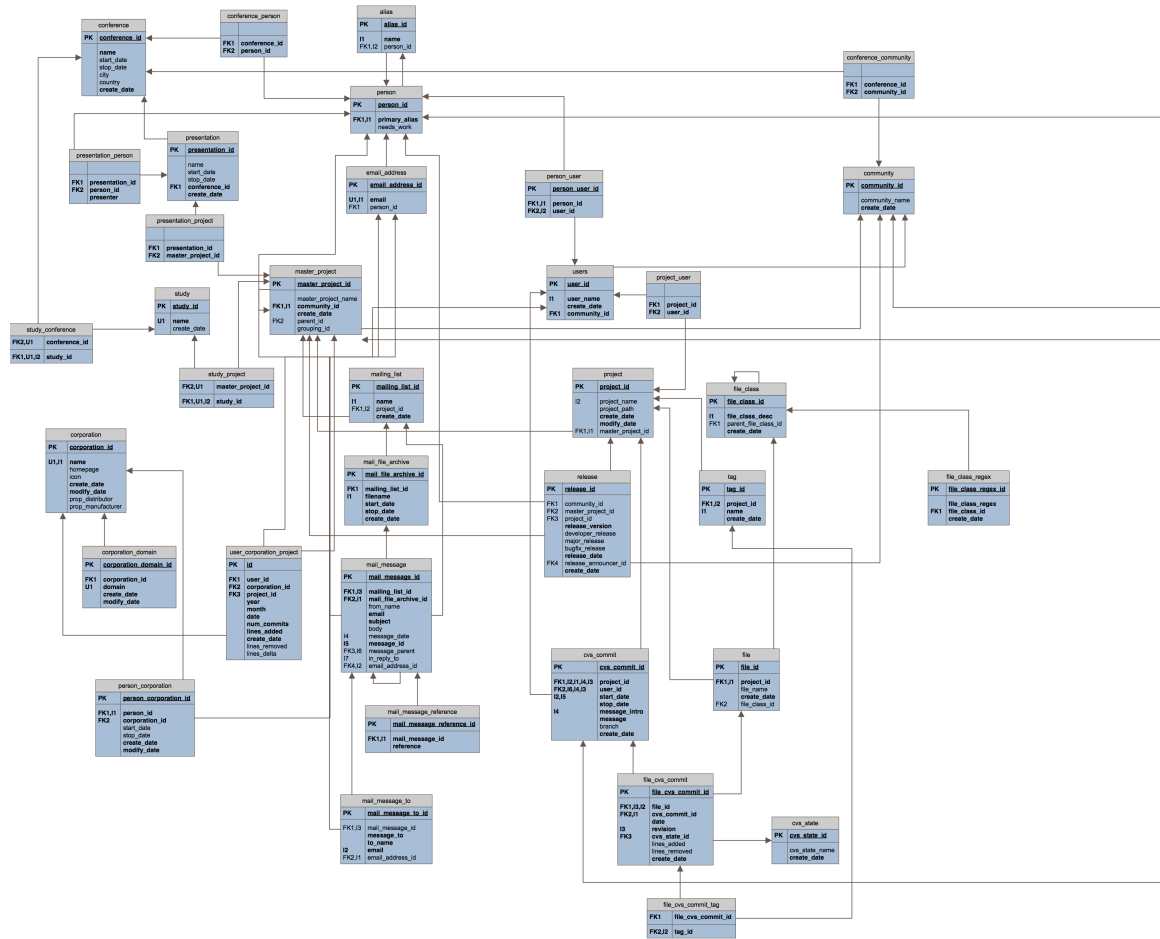 conference
PK conference_id
name
start_date
stop_date
city
country
create_date
conference_person
FK1 conference_id
FK2 person_id
alias
PK alias_id
I1 name
FK1,I2 person_id
conference_community
FK1 conference_id
FK2 community_id
person
PK person_id
FK1,I1 primary_alias
needs_work
presentation
PK presentation_id
name
start_date
stop_date
FK1 conference_id
create_date
presentation_person
FK1 presentation_id
FK2 person_id
presenter
email_address
PK email_address_id
U1,I1 email
FK1 person_id
person_user
PK person_user_id
FK1,I1 person_id
FK2,I2 user_id
community
PK community_id
community_name
create_date
presentation_project
FK1 presentation_id
FK2 master_project_id
master_project
PK master_project_id
master_project_name
FK1,I1 community_id
create_date
FK2 parent_id
grouping_id
users
PK user_id
I1 user_name
create_date
FK1 community_id
project_user
FK1 project_id
FK2 user_id
study
PK study_id
U1 name
create_date
study_conference
FK2,U1 conference_id
FK1,U1,I2 study_id
study_project
FK2,U1 master_project_id
FK1,U1,I2 study_id
mailing_list
PK mailing_list_id
I1 name
FK1,I2 project_id
create_date
project
PK project_id
I2 project_name
project_path
create_date
modify_date
FK1,I1 master_project_id
file_class
PK file_class_id
I1 file_class_desc
FK1 parent_file_class_id
create_date
corporation
PK corporation_id
U1,I1 name
homepage
icon
create_date
modify_date
prop_distributor
prop_manufacturer
mail_file_archive
PK mail_file_archive_id
FK1 mailing_list_id
I1 filename
start_date
stop_date
create_date
release
PK release_id
FK1 community_id
FK2 master_project_id
FK3 project_id
release_version
developer_release
major_release
bugfix_release
release_date
FK4 release_announcer_id
create_date
tag
PK tag_id
FK1,I2 project_id
I1 name
create_date
file_class_regex
PK file_class_regex_id
file_class_regex
FK1 file_class_id
create_date
corporation_domain
PK corporation_domain_id
FK1 corporation_id
U1 domain
create_date
modify_date
user_corporation_project
PK id
FK1 user_id
FK2 corporation_id
FK3 project_id
year
month
date
num_commits
lines_added
create_date
lines_removed
lines_delta
mail_message
PK mail_message_id
FK1,I3 mailing_list_id
FK2,I1 mail_file_archive_id
from_name
email
subject
body
I4 message_date
I5 message_id
FK3,I6 message_parent
I7 in_reply_to
FK4,I2 email_address_id
cvs_commit
PK cvs_commit_id
FK1,I2,I1,I4,I3 project_id
FK2,I6,I4,I3 user_id
I2,I5 start_date
stop_date
I4 message_intro
message
branch
create_date
file
PK file_id
FK1,I1 project_id
file_name
create_date
FK2 file_class_id
person_corporation
PK person_corporation_id
FK1,I1 person_id
FK2 corporation_id
start_date
stop_date
create_date
modify_date
mail_message_reference
PK mail_message_reference_id
FK1,I1 mail_message_id
reference
file_cvs_commit
PK file_cvs_commit_id
FK1,I3,I2 file_id
FK2,I1 cvs_commit_id
date
I3 revision
FK3 cvs_state_id
lines_added
lines_removed
create_date
mail_message_to
PK mail_message_to_id
FK1,I3 mail_message_id
message_to
to_name
I2 email
FK2,I1 email_address_id
cvs_state
PK cvs_state_id
cvs_state_name
create_date
file_cvs_commit_tag
FK1 file_cvs_commit_id
FK2,I2 tag_id